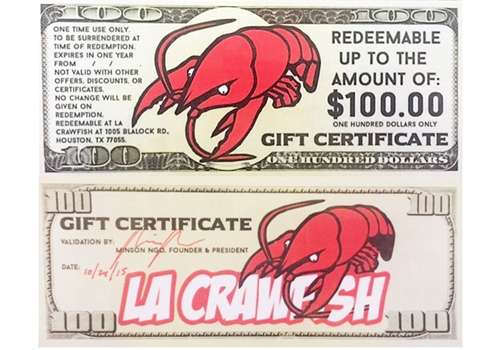 100
100
ONE TIME USE ONLY.
TO BE SURRENDERED AT
TIME OF REDEMPTION.
EXPIRES IN ONE YEAR
FROM / /
/ /
NOT VALID WITH OTHER
OFFERS, DISCOUNTS, OR
CERTIFICATES.
NO CHANGE WILL BE
GIVEN ON
REDEMPTION.
REDEEMABLE AT LA
CRAWFISH AT 1005 BLALOCK RD,
HOUSTON, TX 77055.
REDEEMABLE
UP TO THE
AMOUNT OF:
$100.00
ONE HUNDRED DOLLARS ONLY
GIFT CERTIFICATE
100
ONE HUNDRED DOLLARS
100
100
GIFT CERTIFICATE
VALIDATION BY:
MINSON NGO, FOUNDER & PRESIDENT
DATE: 10/26/15
LA CRAWFISH
100
100